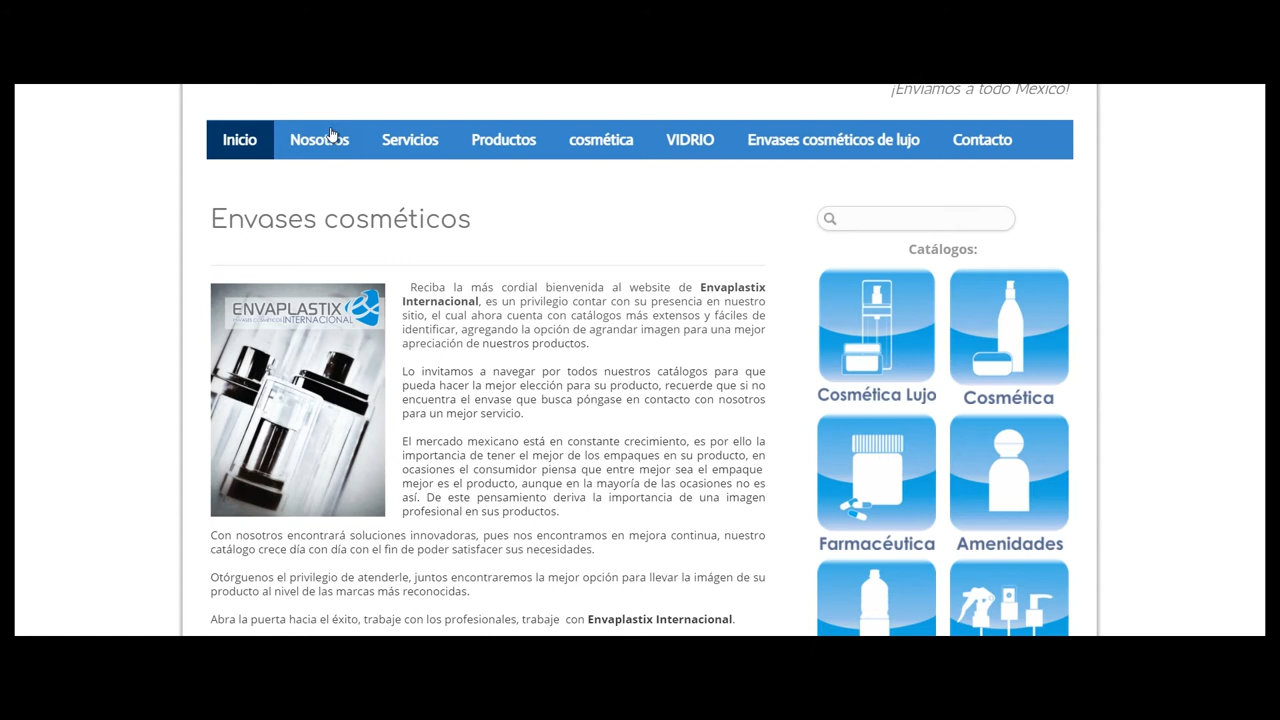 ¡Enviamos a todo México!
Inicio Nosotros Servicios Productos cosmética VIDRIO Envases cosméticos de lujo Contacto
Envases cosméticos
Catálogos:
ENVAPLASTIX
ENVASES COSMÉTICOS INTERNACIONAL
Reciba la más cordial bienvenida al website de Envaplastix
Internacional, es un privilegio contar con su presencia en nuestro
sitio, el cual ahora cuenta con catálogos más extensos y fáciles de
identificar, agregando la opción de agrandar imagen para una mejor
apreciación de nuestros productos.
Lo invitamos a navegar por todos nuestros catálogos para que
pueda hacer la mejor elección para su producto, recuerde que si no
encuentra el envase que busca póngase en contacto con nosotros
para un mejor servicio.
El mercado mexicano está en constante crecimiento, es por ello la
importancia de tener el mejor de los empaques en su producto, en
ocasiones el consumidor piensa que entre mejor sea el empaque
mejor es el producto, aunque en la mayoría de las ocasiones no es
así. De este pensamiento deriva la importancia de una imagen
profesional en sus productos.
Con nosotros encontrará soluciones innovadoras, pues nos encontramos en mejora continua, nuestro
catálogo crece día con día con el fin de poder satisfacer sus necesidades.
Otórguenos el privilegio de atenderle, juntos encontraremos la mejor opción para llevar la imágen de su
producto al nivel de las marcas más reconocidas.
Abra la puerta hacia el éxito, trabaje con los profesionales, trabaje con Envaplastix Internacional.
Cosmética Lujo
Cosmética
Farmacéutica
Amenidades